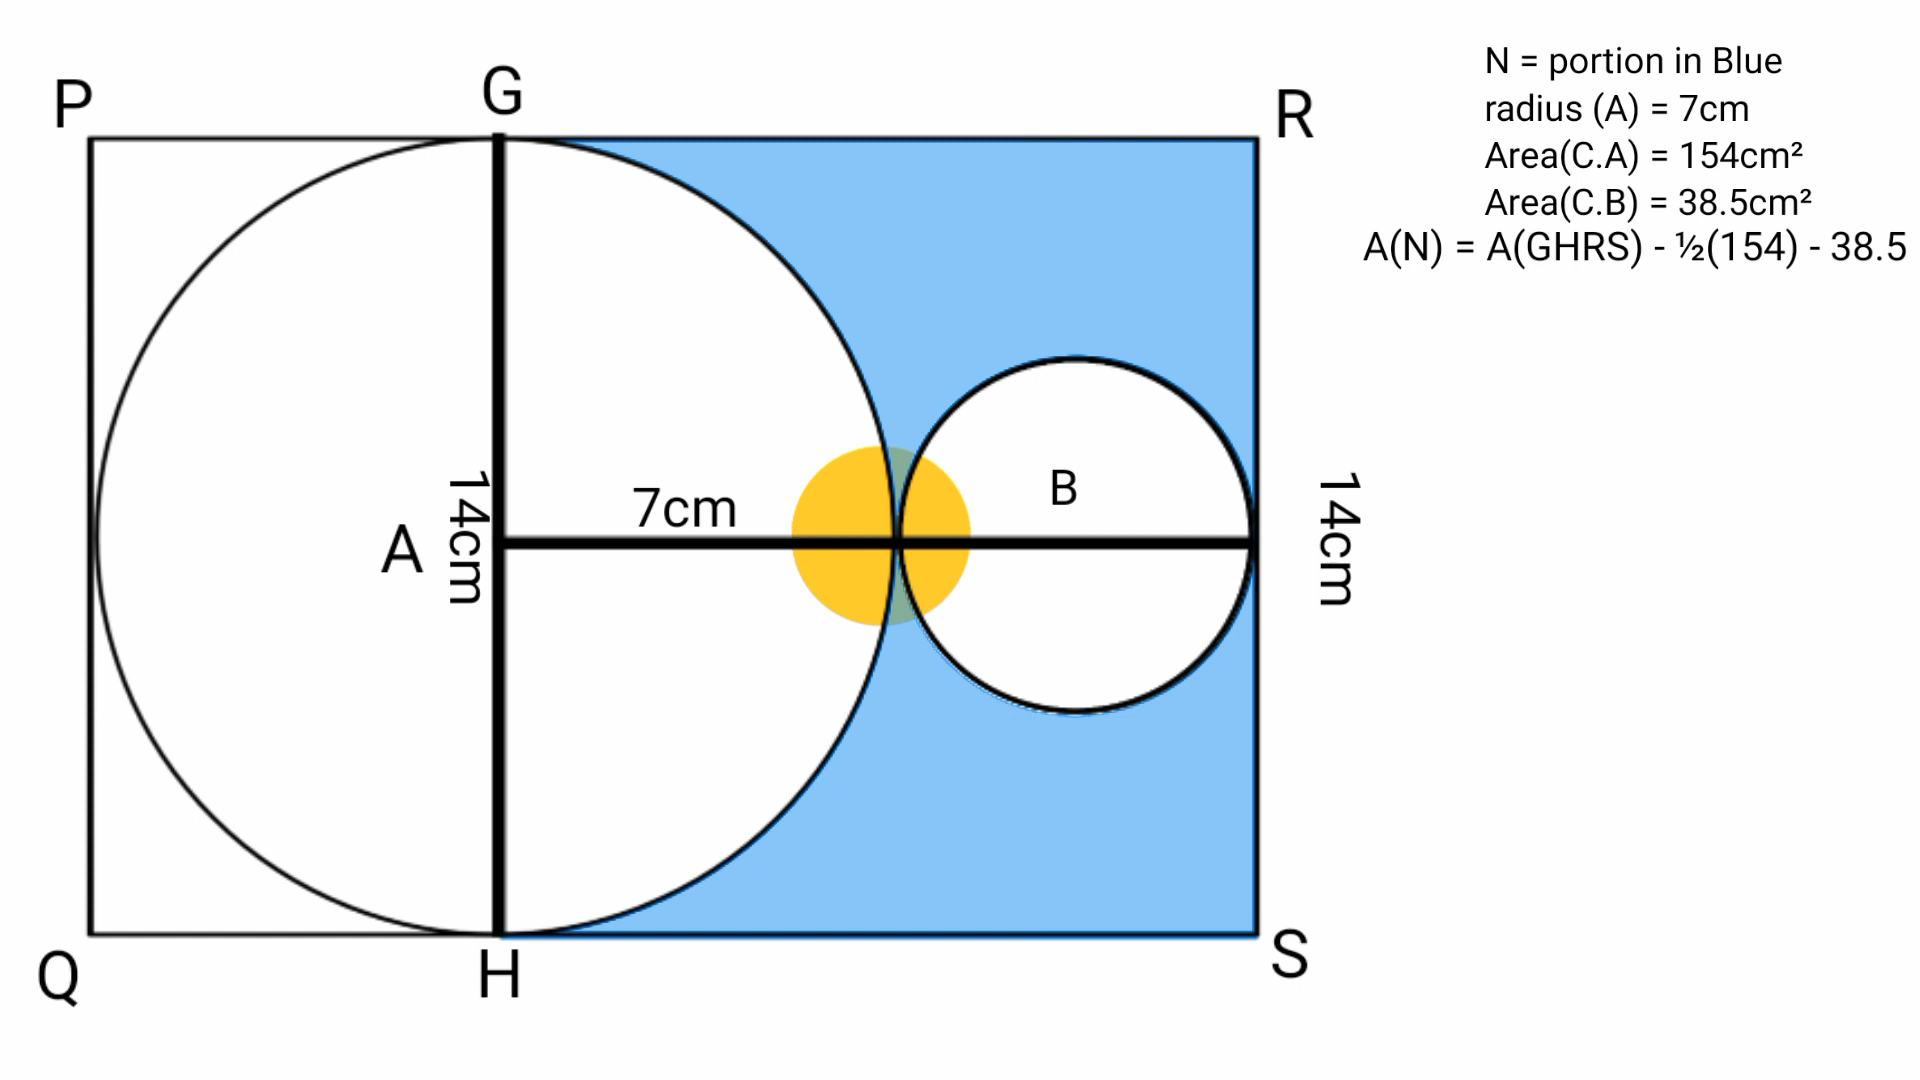 P
G
R
N = portion in Blue
radius (A) = 7cm
Area(C.A) = 154cm²
Area(C.B) = 38.5cm²
A(N) = A(GHRS) - ½(154) - 38.5
A
14cm
7cm
B
14cm
Q
H
S